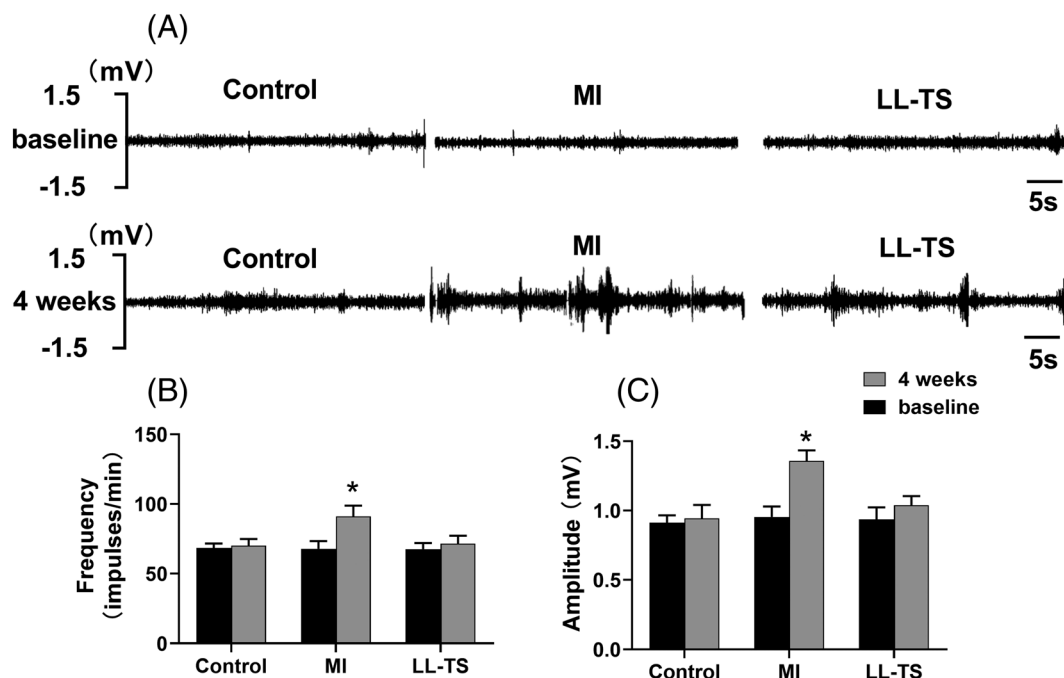 (A)
（mV）
Control
MI
LL-TS
1.5
baseline
-1.5
5s
（mV）
Control
MI
LL-TS
1.5
4 weeks
-1.5
5s
(B)
(C)
4 weeks
baseline
Frequency
（impulses/min）
150
100
50
0
*
Control
MI
LL-TS
Amplitude（mV）
1.5
1.0
0.5
0.0
*
Control
MI
LL-TS